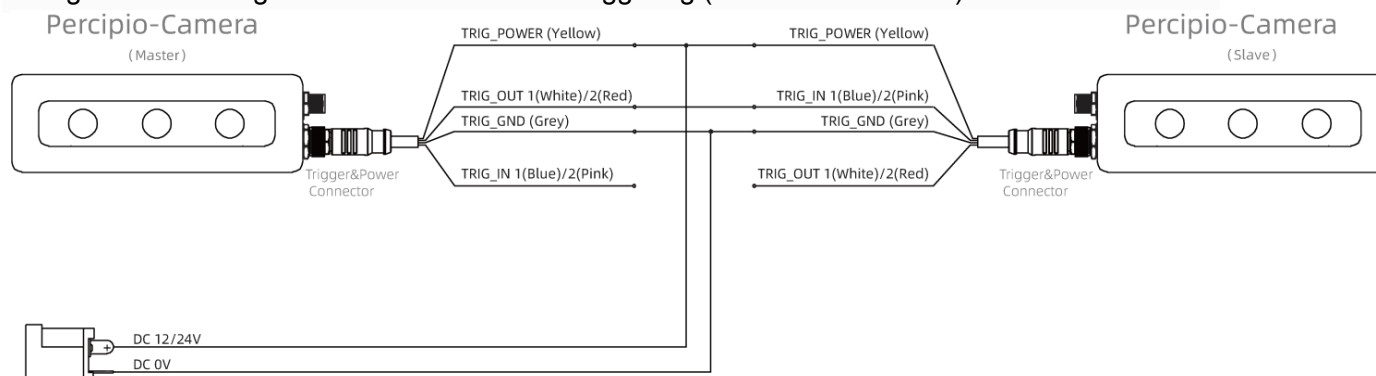 Percipio-Camera
(Master)
Percipio-Camera
(Slave)
TRIG_POWER (Yellow)
TRIG_POWER (Yellow)
TRIG_OUT 1(White)/2(Red)
TRIG_IN 1(Blue)/2(Pink)
TRIG_GND (Grey)
TRIG_GND (Grey)
TRIG_IN 1(Blue)/2(Pink)
TRIG_OUT 1(White)/2(Red)
Trigger&Power
Connector
Trigger&Power
Connector
DC 12/24V
+
DC 0V